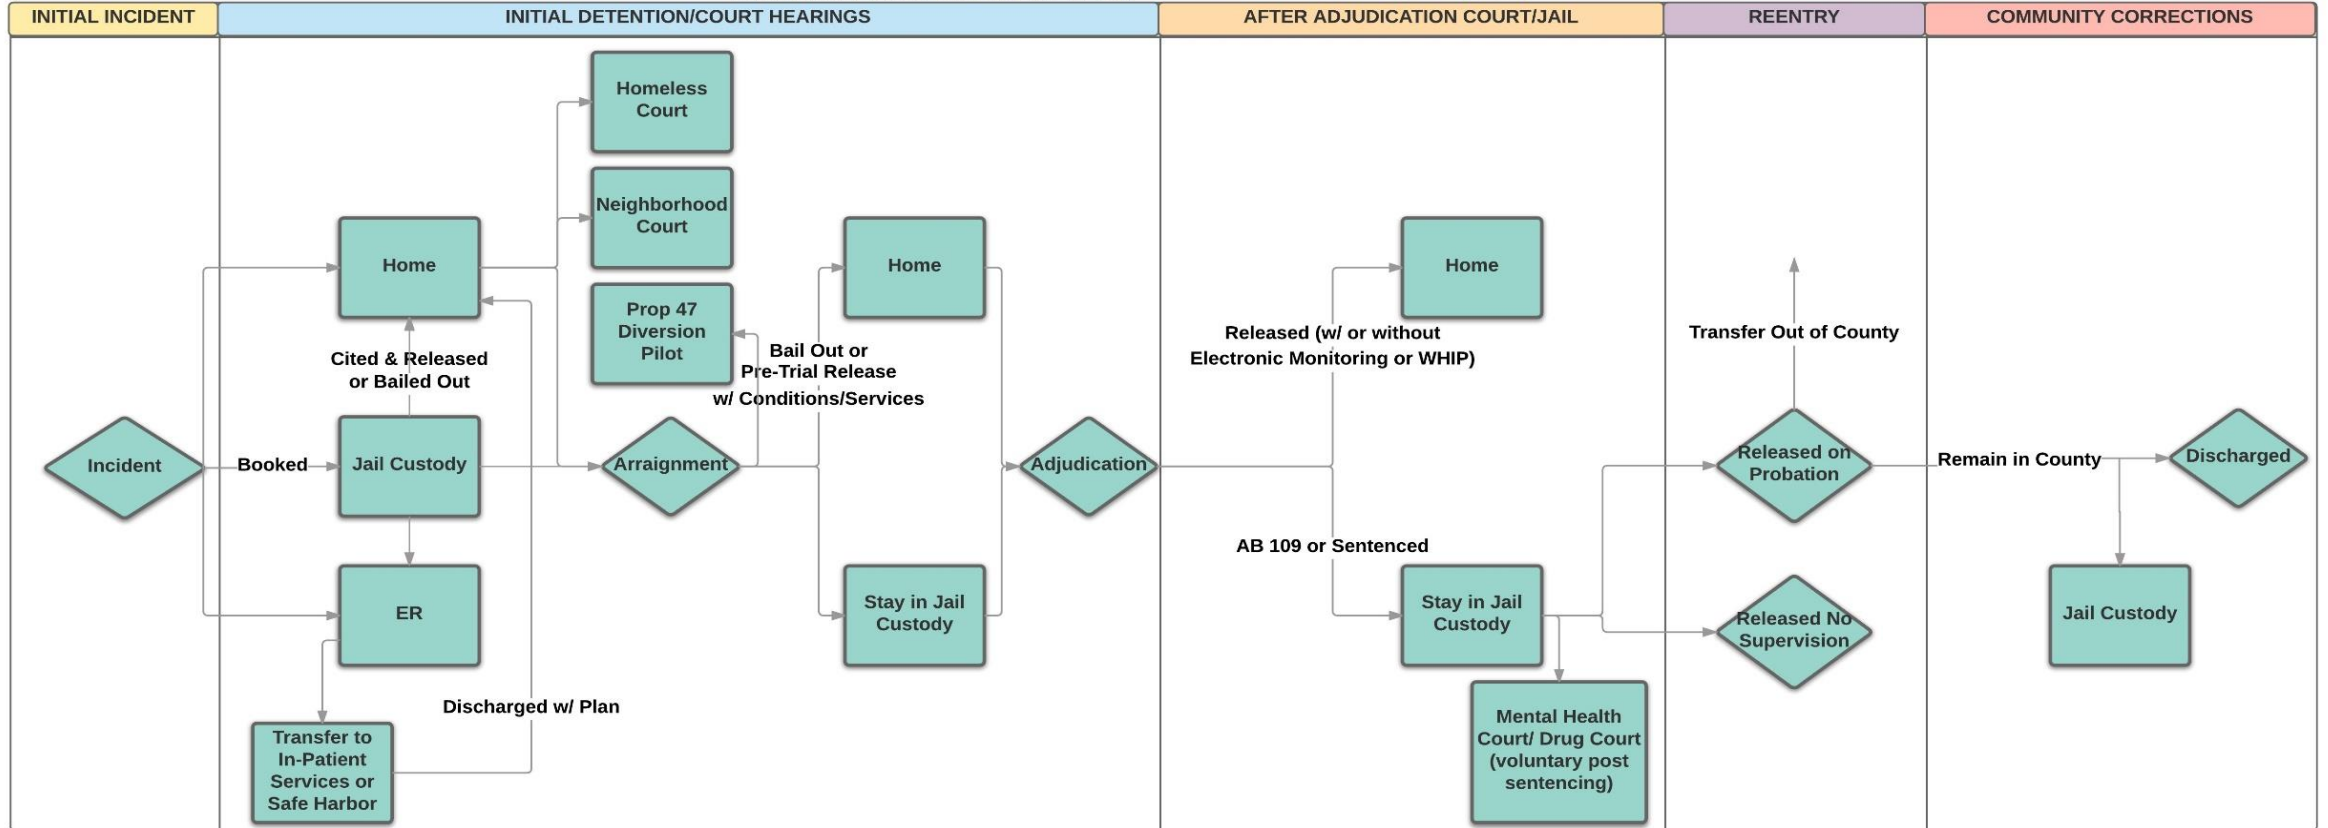 INITIAL INCIDENT
INITIAL DETENTION/COURT HEARINGS
AFTER ADJUDICATION COURT/JAIL
REENTRY
COMMUNITY CORRECTIONS
Incident
Booked
Home
Cited & Released
or Bailed Out
Jail Custody
ER
Transfer to
In-Patient
Services or
Safe Harbor
Discharged w/ Plan
Homeless
Court
Neighborhood
Court
Prop 47
Diversion
Pilot
Arraignment
Bail Out or
Pre-Trial Release
w/ Conditions/Services
Home
Stay in Jail
Custody
Adjudication
Released (w/ or without
Electronic Monitoring or WHIP)
AB 109 or Sentenced
Home
Stay in Jail
Custody
Mental Health
Court/ Drug Court
(voluntary post
sentencing)
Transfer Out of County
Released on
Probation
Released No
Supervision
Remain in County
Discharged
Jail Custody